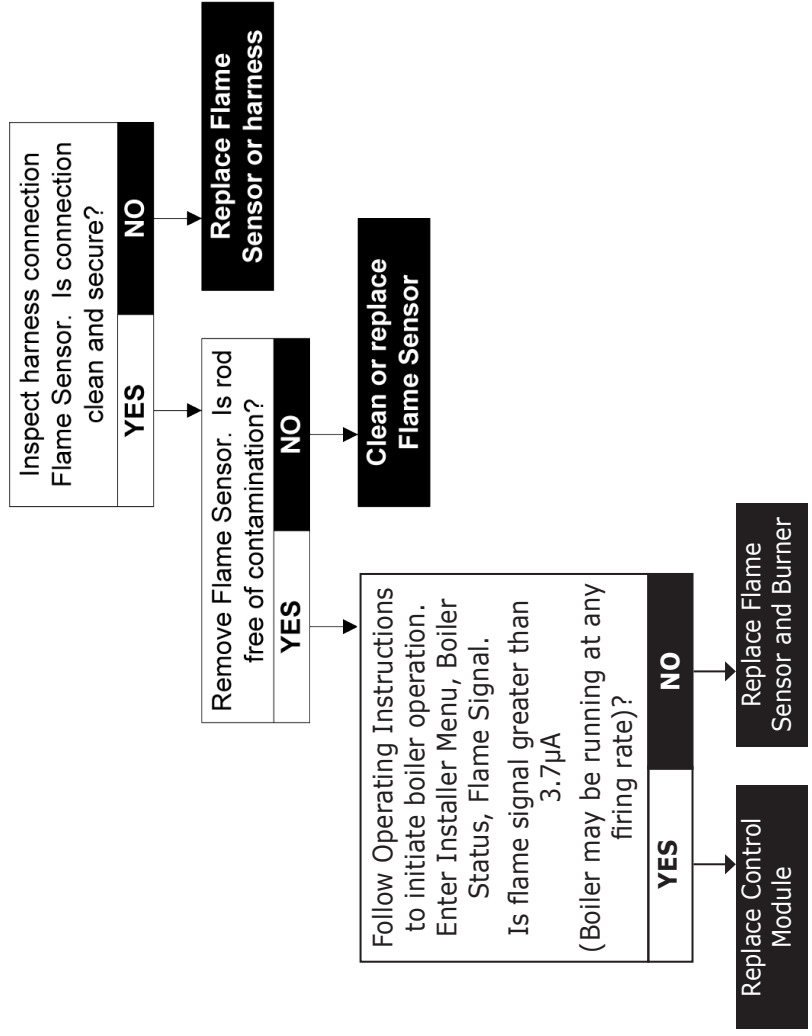 Inspect harness connection
Flame Sensor.  Is connection
clean and secure?
YES
NO
Replace Flame
Sensor or harness
Remove Flame Sensor.  Is rod
free of contamination?
YES
NO
Clean or replace
Flame Sensor
Follow Operating Instructions
to initiate boiler operation.
Enter Installer Menu, Boiler
Status, Flame Signal.
Is flame signal greater than
3.7µA
(Boiler may be running at any
firing rate)?
YES
NO
Replace Control
Module
Replace Flame
Sensor and Burner